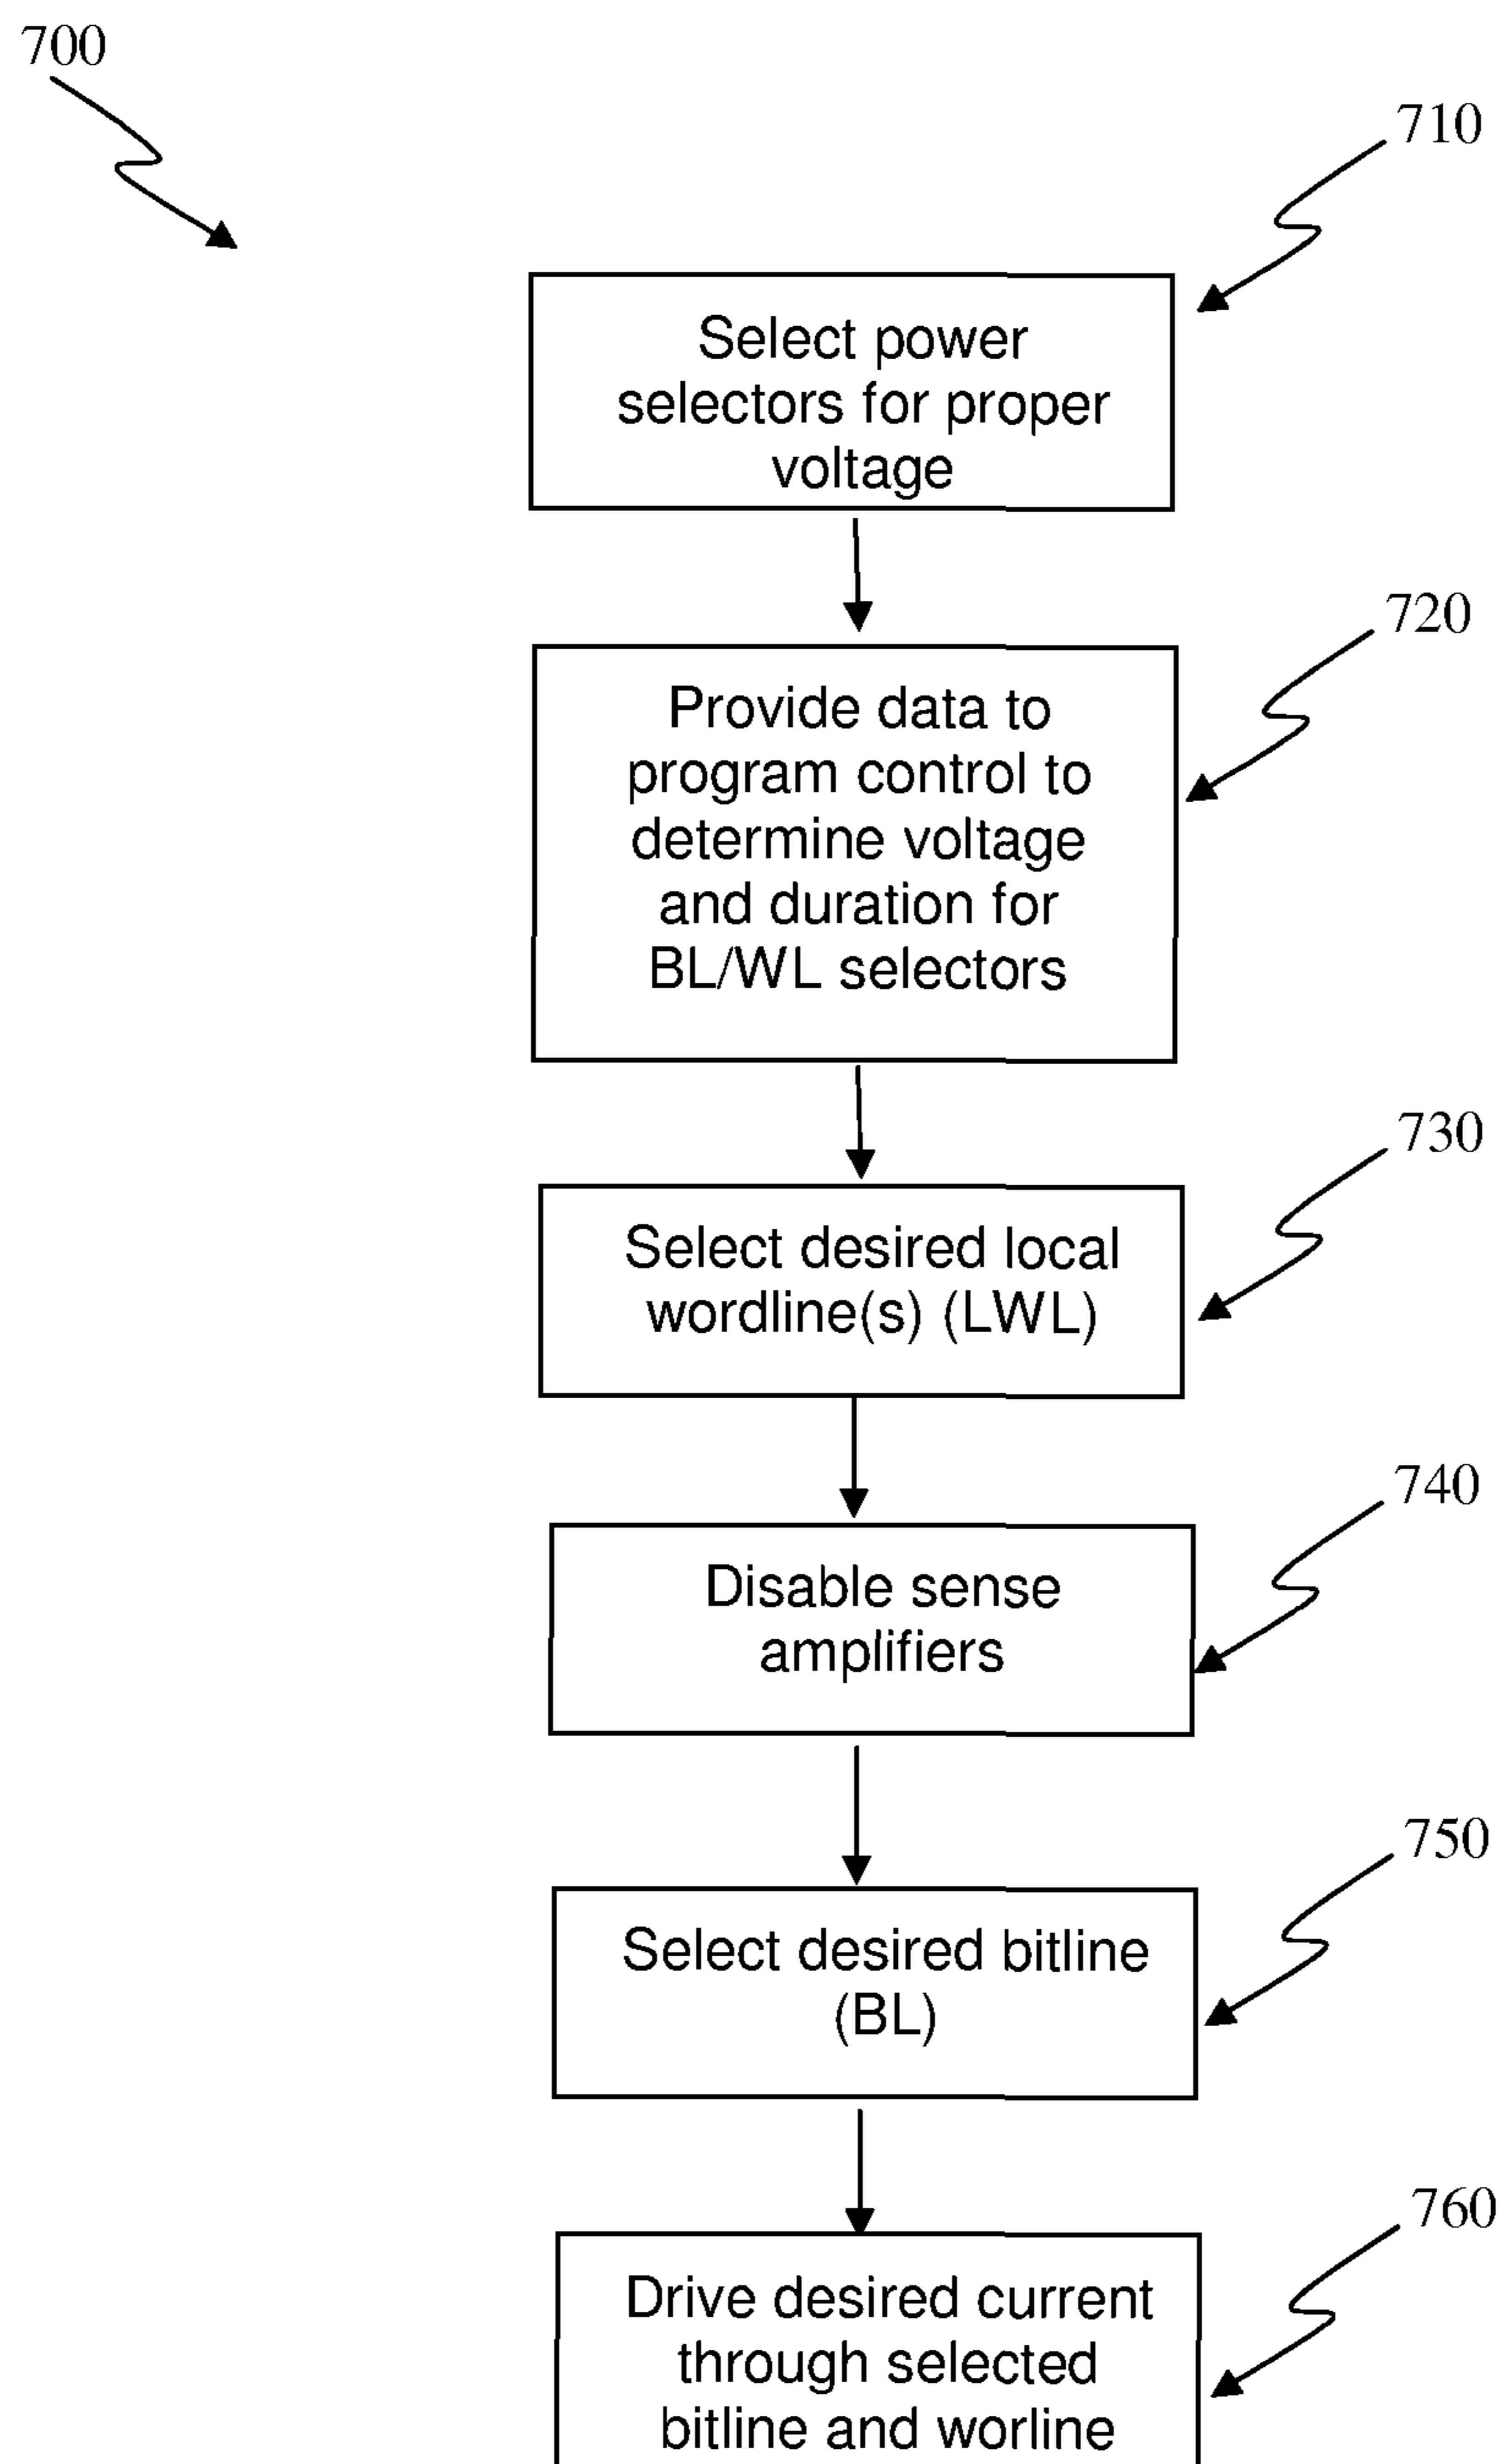 700
710
Select power
selectors for proper
voltage
720
Provide data to
program control to
determine voltage
and duration for
BL/WL selectors
730
Select desired local
wordline(s) (LWL)
740
Disable sense
amplifiers
750
Select desired bitline
(BL)
760
Drive desired current
through selected
bitline and worline